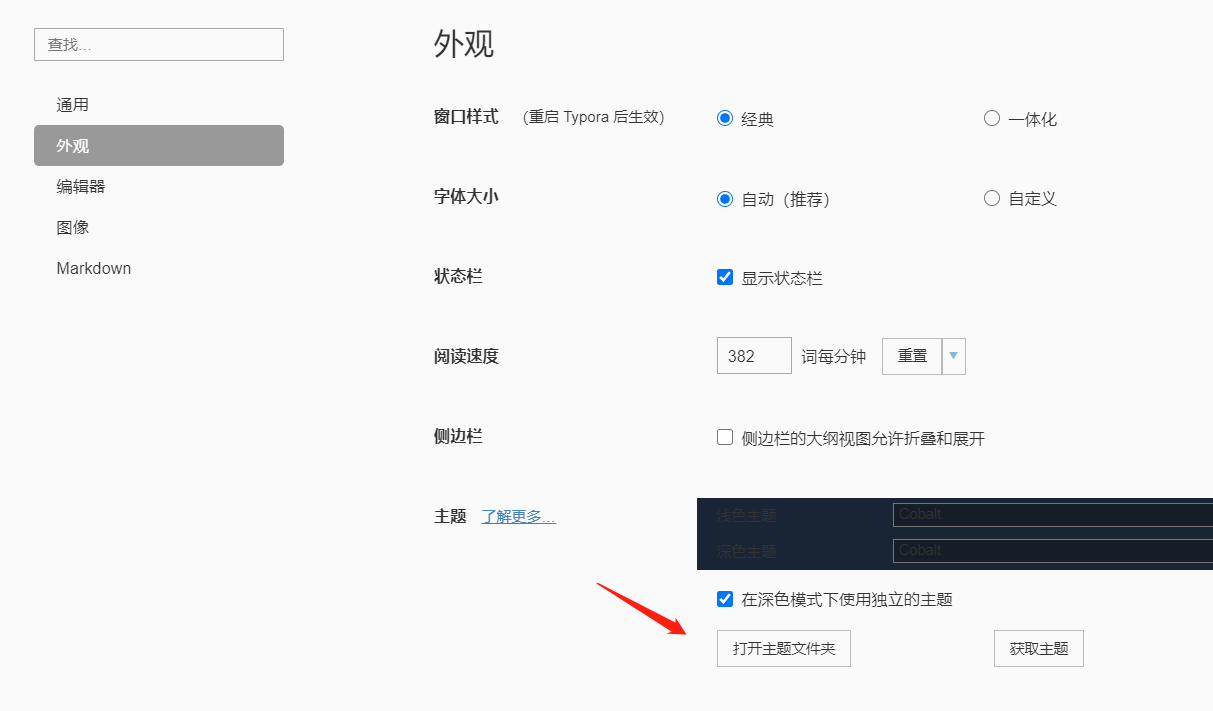 查找...
外观
通用
外观
编辑器
图像
Markdown
窗口样式 (重启 Typora 后生效) 经典 一体化
字体大小 自动（推荐） 自定义
状态栏 显示状态栏
阅读速度 382 词每分钟 重置
侧边栏 侧边栏的大纲视图允许折叠和展开
主题 了解更多... 浅色主题 Cobalt
深色主题 Cobalt
在深色模式下使用独立的主题
打开主题文件夹 获取主题